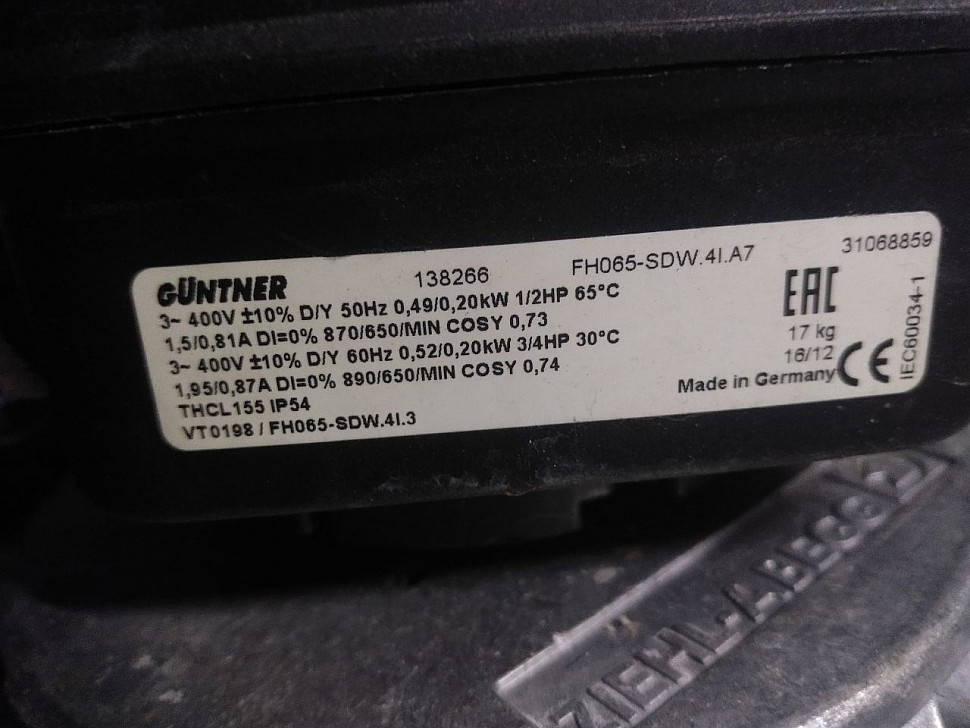 GÜNTNER 138266 FH065-SDW.4I.A7 31068859
3~ 400V ±10% D/Y 50Hz 0,49/0,20kW 1/2HP 65°C
1,5/0,81A DI=0% 870/650/MIN COSY 0,73
3~ 400V ±10% D/Y 60Hz 0,52/0,20kW 3/4HP 30°C
1,95/0,87A DI=0% 890/650/MIN COSY 0,74
THCL155 IP54
VT0198 / FH065-SDW.4I.3
EAC
17 kg
16/12
Made in Germany CE
IEC60034-1
ZIEHL-ABEGG